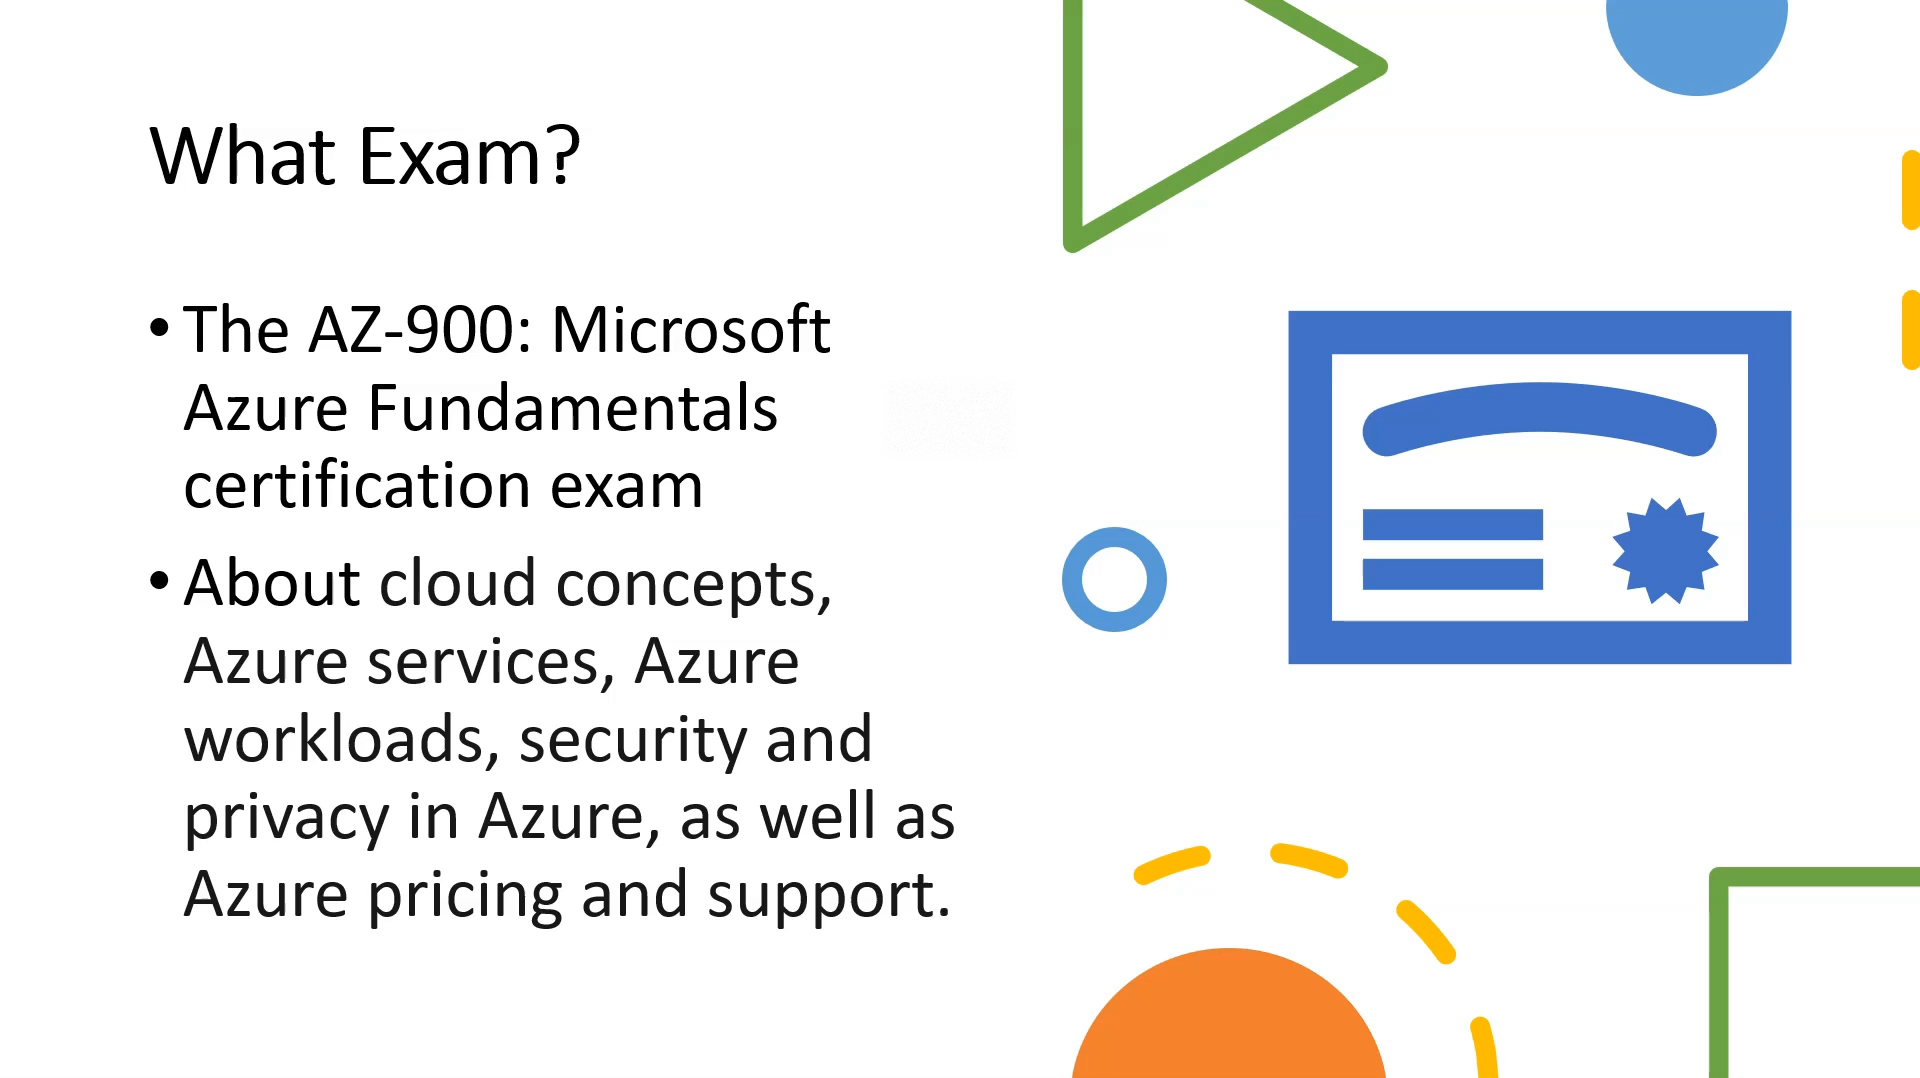 What Exam?
• The AZ-900: Microsoft
Azure Fundamentals
certification exam
• About cloud concepts,
Azure services, Azure
workloads, security and
privacy in Azure, as well as
Azure pricing and support.